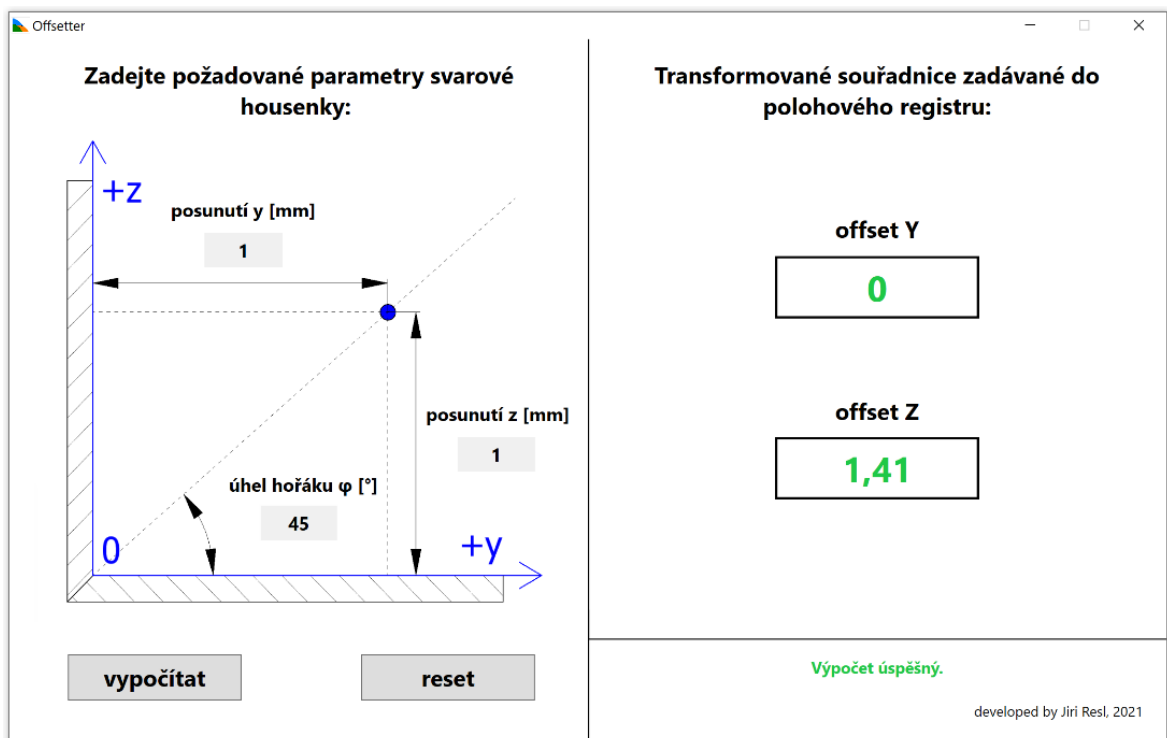 Offsetter
Zadejte požadované parametry svarové
housenky:
+z
posunutí y [mm]
1
posunutí z [mm]
1
úhel hořáku φ [°]
45
0
+y
vypočítat
reset
Transformované souřadnice zadávané do
polohového registru:
offset Y
0
offset Z
1,41
Výpočet úspěšný.
developed by Jiri Resl, 2021